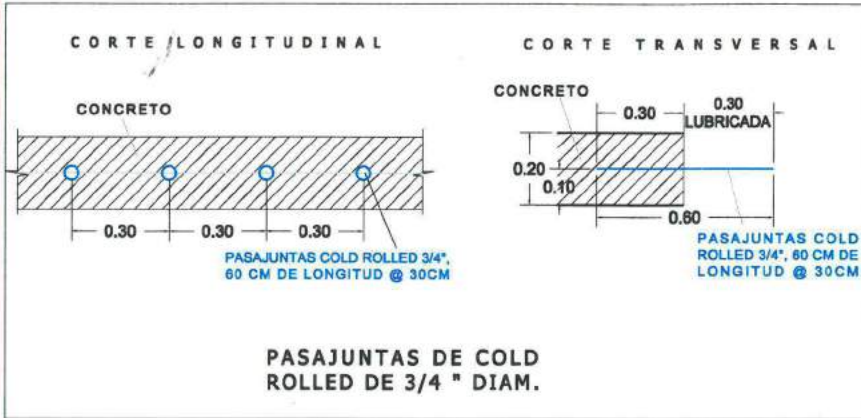 CORTE LONGITUDINAL
CONCRETO
0.30 0.30 0.30
PASAJUNTAS COLD ROLLED 3/4",
60 CM DE LONGITUD @ 30CM
CORTE TRANSVERSAL
CONCRETO
0.30 0.30
LUBRICADA
0.20
0.10
0.60
PASAJUNTAS COLD
ROLLED 3/4", 60 CM DE
LONGITUD @ 30CM
PASAJUNTAS DE COLD
ROLLED DE 3/4 " DIAM.